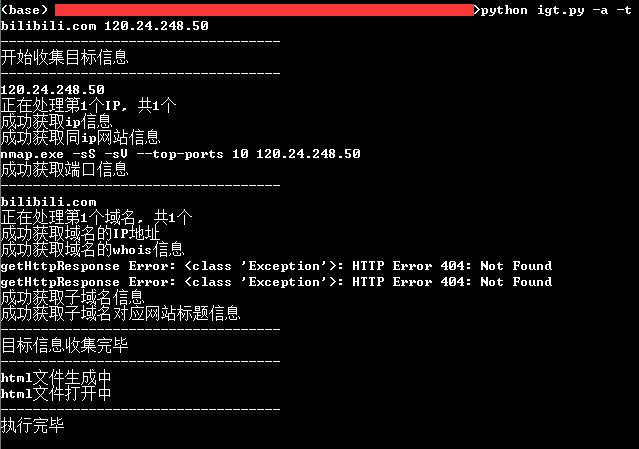 (base) >python igt.py -a -t
bilibili.com 120.24.248.50
-----------------------------------
开始收集目标信息
-----------------------------------
120.24.248.50
正在处理第1个IP, 共1个
成功获取ip信息
成功获取同ip网站信息
nmap.exe -sS -sV --top-ports 10 120.24.248.50
成功获取端口信息
-----------------------------------
bilibili.com
正在处理第1个域名, 共1个
成功获取域名的IP地址
成功获取域名的whois信息
getHttpResponse Error: <class 'Exception'>: HTTP Error 404: Not Found
getHttpResponse Error: <class 'Exception'>: HTTP Error 404: Not Found
成功获取子域名信息
成功获取子域名对应网站标题信息
-----------------------------------
目标信息收集完毕
-----------------------------------
html文件生成中
html文件打开中
-----------------------------------
执行完毕